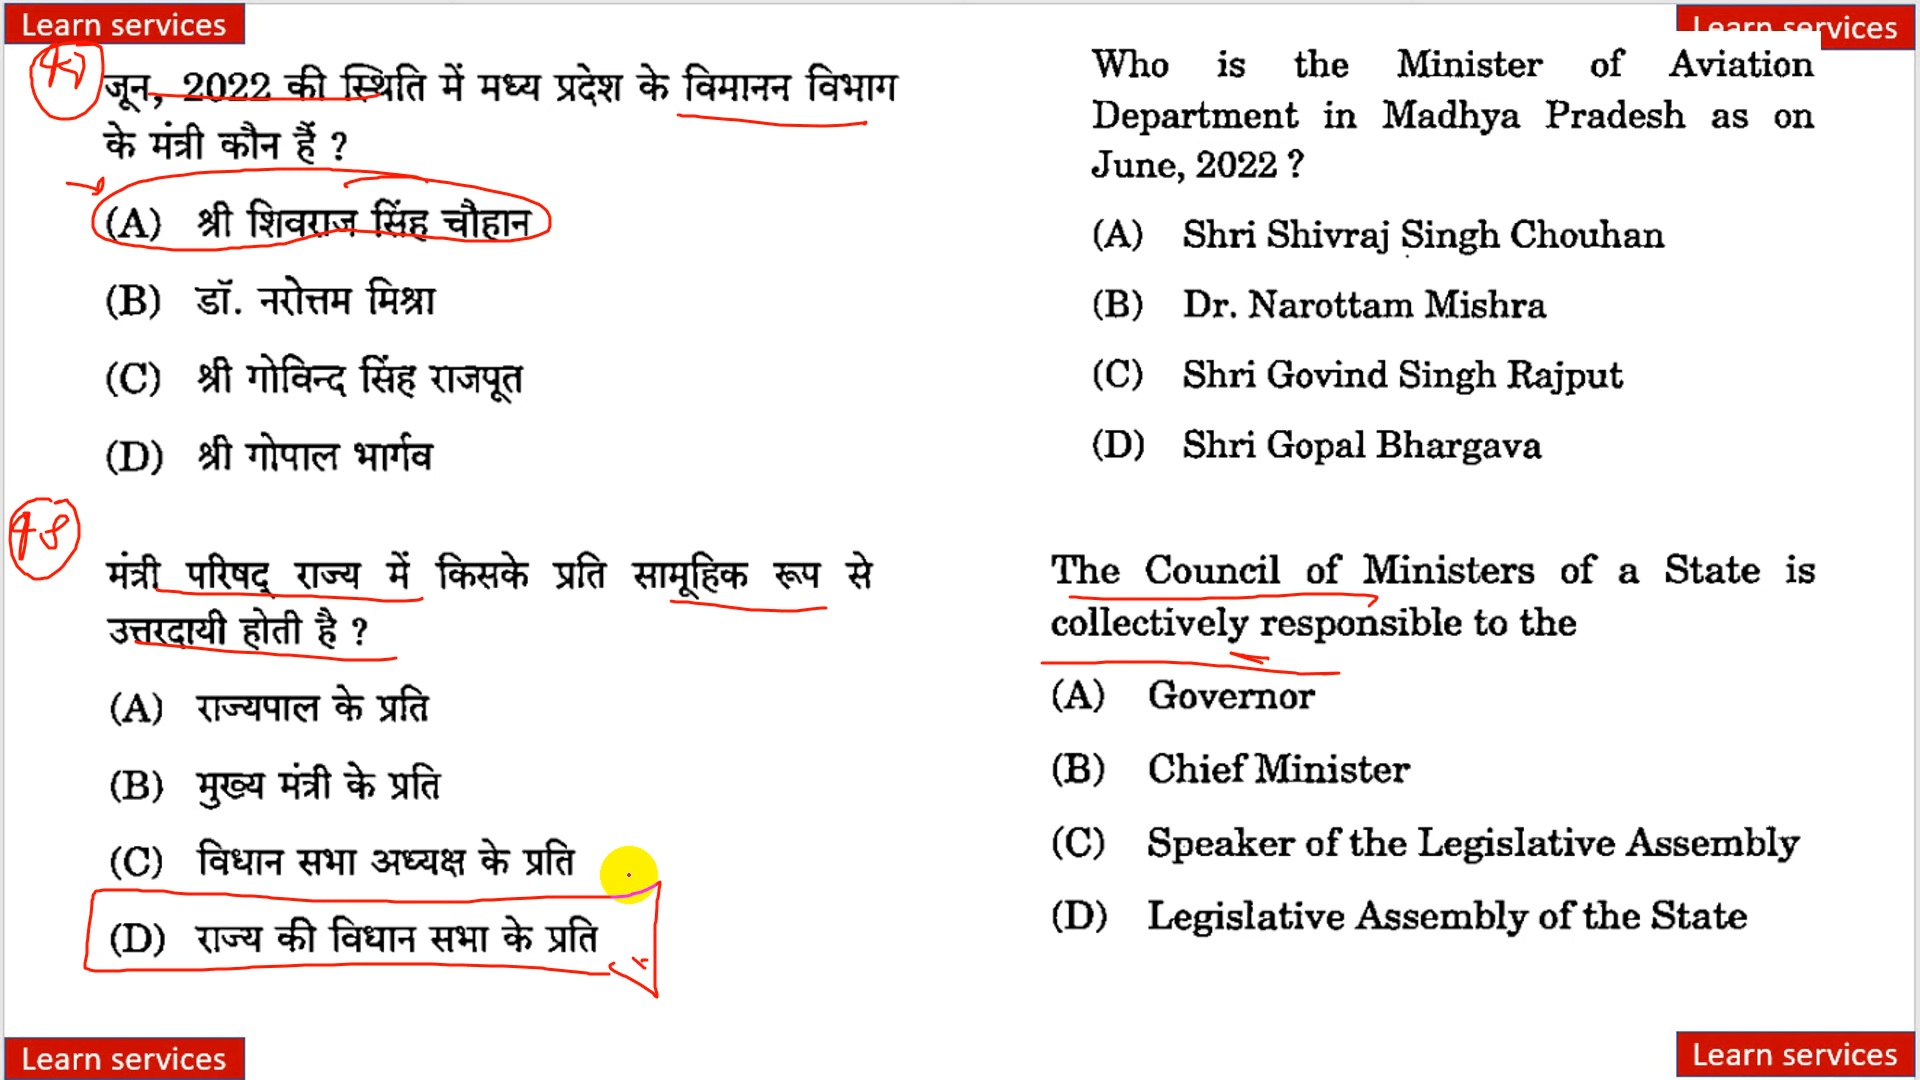 Learn services
Learn services
47
जून, 2022 की स्थिति में मध्य प्रदेश के विमानन विभाग
के मंत्री कौन हैं ?
(A) श्री शिवराज सिंह चौहान
(B) डॉ. नरोत्तम मिश्रा
(C) श्री गोविन्द सिंह राजपूत
(D) श्री गोपाल भार्गव
Who is the Minister of Aviation
Department in Madhya Pradesh as on
June, 2022 ?
(A) Shri Shivraj Singh Chouhan
(B) Dr. Narottam Mishra
(C) Shri Govind Singh Rajput
(D) Shri Gopal Bhargava
48
मंत्री परिषद् राज्य में किसके प्रति सामूहिक रूप से
उत्तरदायी होती है ?
(A) राज्यपाल के प्रति
(B) मुख्य मंत्री के प्रति
(C) विधान सभा अध्यक्ष के प्रति
(D) राज्य की विधान सभा के प्रति
The Council of Ministers of a State is
collectively responsible to the
(A) Governor
(B) Chief Minister
(C) Speaker of the Legislative Assembly
(D) Legislative Assembly of the State
Learn services
Learn services